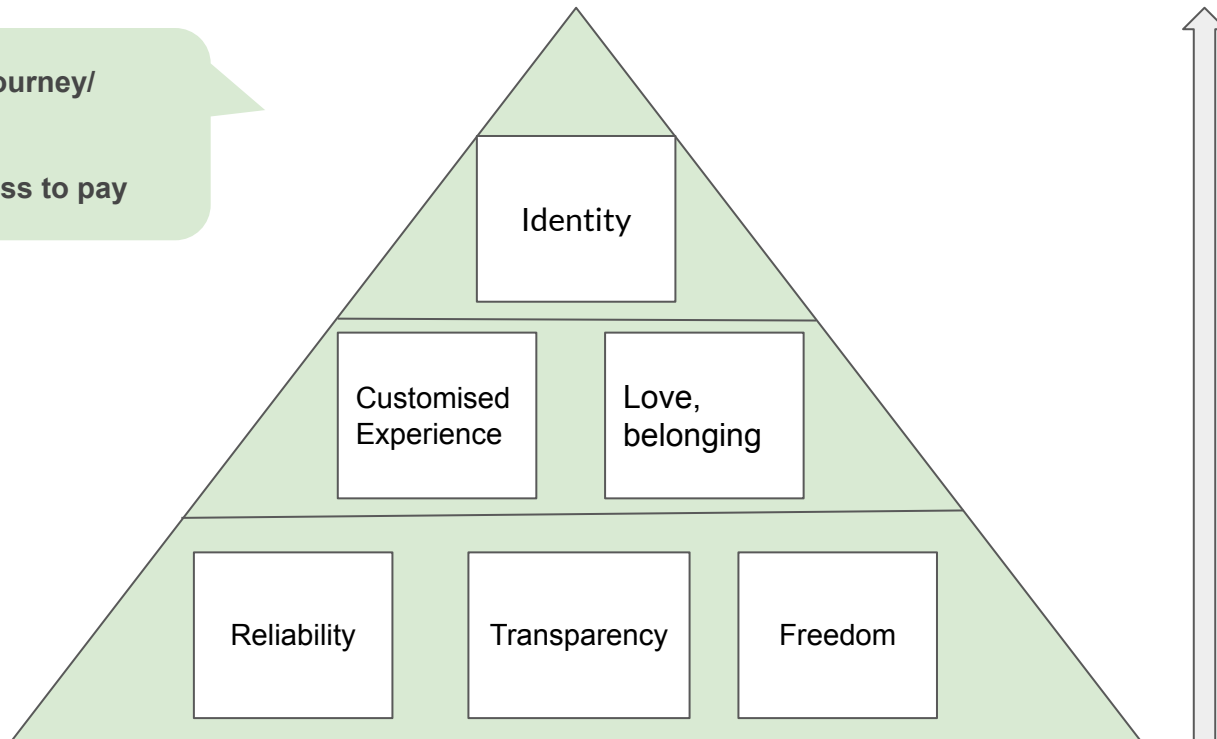 ourney/
ss to pay
Identity
Customised
Experience
Love,
belonging
Reliability
Transparency
Freedom